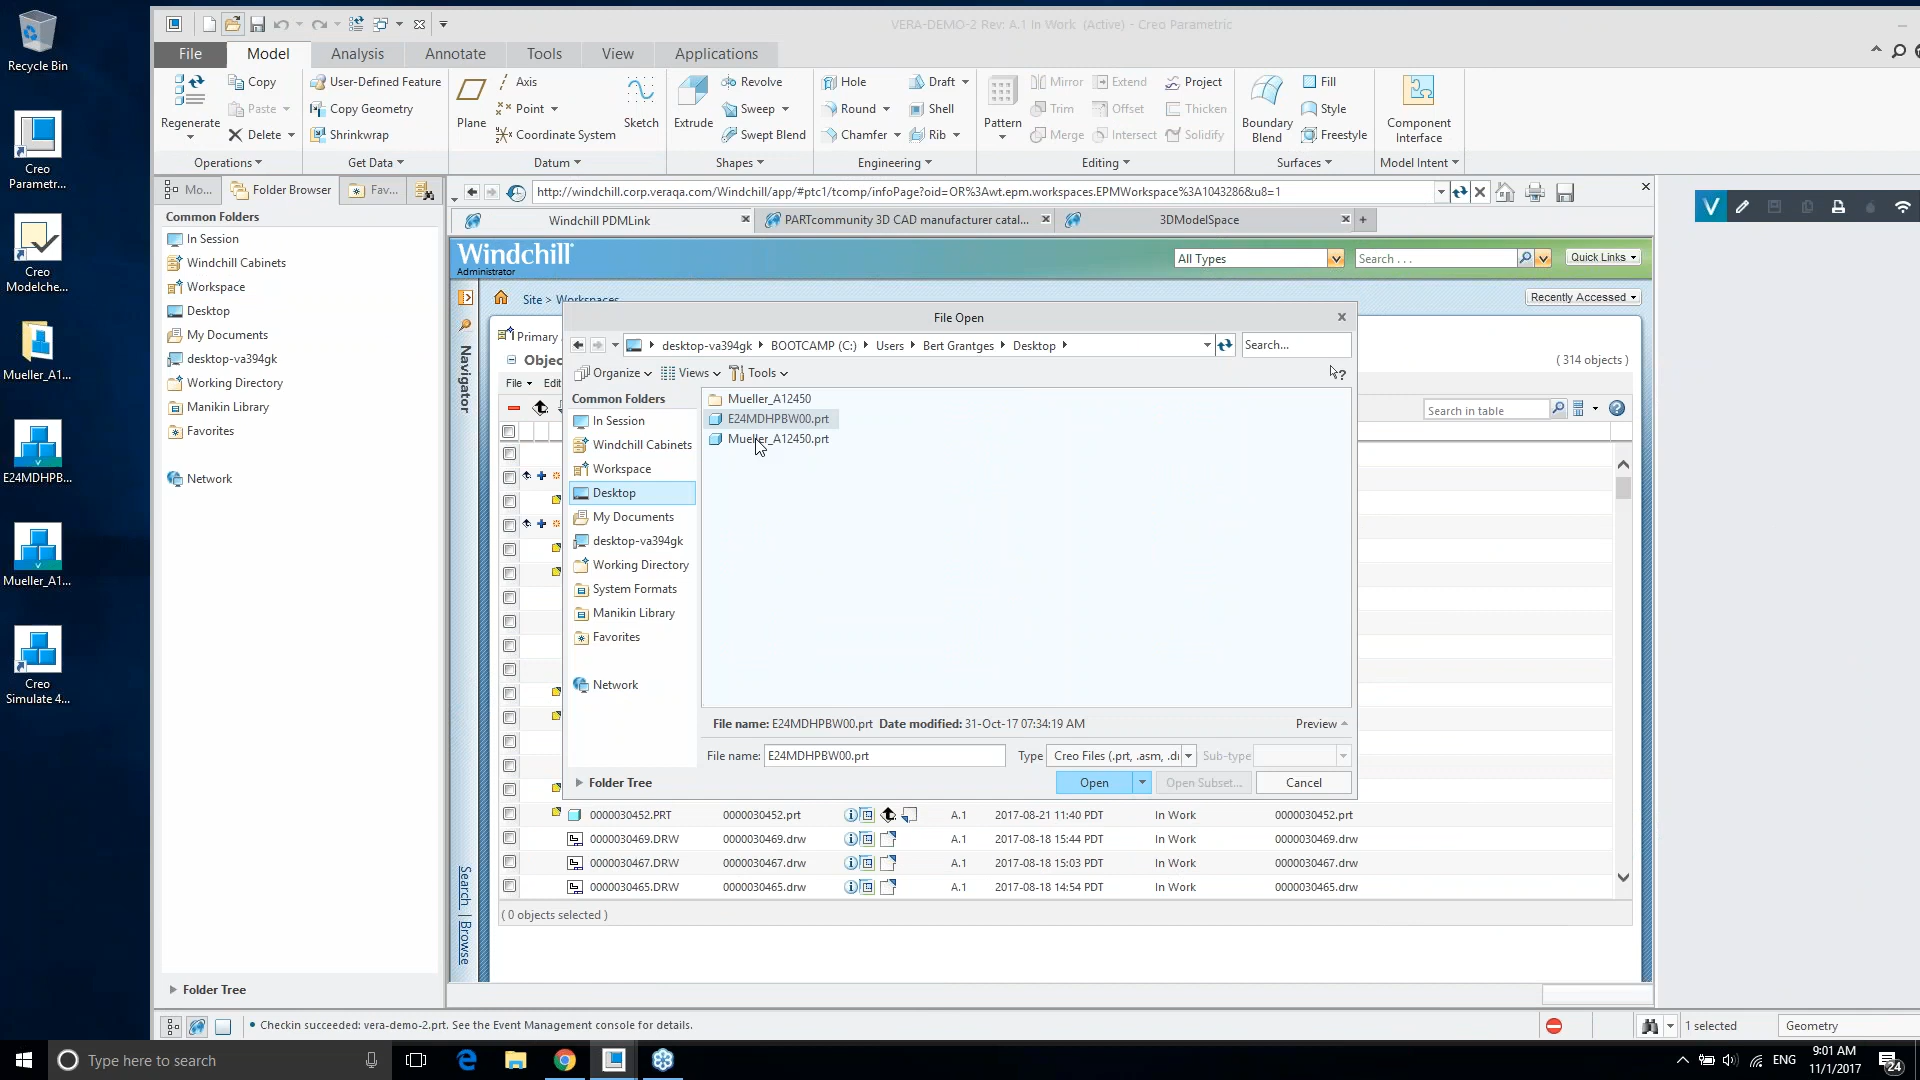 VERA-DEMO-2 Rev: A.1 In Work (Active) - Creo Parametric
File Model Analysis Annotate Tools View Applications
Regenerate
Copy
Paste
Delete
User-Defined Feature
Copy Geometry
Shrinkwrap
Plane
Axis
Point
Coordinate System
Sketch
Extrude
Revolve
Sweep
Swept Blend
Hole
Round
Chamfer
Draft
Shell
Rib
Pattern
Mirror
Trim
Merge
Extend
Offset
Intersect
Project
Thicken
Solidify
Boundary
Blend
Fill
Style
Freestyle
Component
Interface
Operations Get Data Datum Shapes Engineering Editing Surfaces Model Intent
Recycle Bin
Creo
Parametr...
Creo
Modelche...
Mueller_A1...
E24MDHPB...
Mueller_A1...
Creo
Simulate 4...
Mo... Folder Browser Fav...
Common Folders
In Session
Windchill Cabinets
Workspace
Desktop
My Documents
desktop-va394gk
Working Directory
Manikin Library
Favorites
Network
Folder Tree
http://windchill.corp.veraqa.com/Windchill/app/#ptc1/tcomp/infoPage?oid=OR%3Awt.epm.workspaces.EPMWorkspace%3A1043286&u8=1
Windchill PDMLink PARTcommunity 3D CAD manufacturer catal... 3DModelSpace +
Windchill
Administrator
All Types Search . . . Quick Links
Site > Workspaces Recently Accessed
Navigator
Search | Browse
Primary
Objec
( 314 objects )
File Edi
Search in table
File Open
desktop-va394gk BOOTCAMP (C:) Users Bert Grantges Desktop Search...
Organize Views Tools
Common Folders
In Session
Windchill Cabinets
Workspace
Desktop
My Documents
desktop-va394gk
Working Directory
System Formats
Manikin Library
Favorites
Network
Mueller_A12450
E24MDHPBW00.prt
Mueller_A12450.prt
File name: E24MDHPBW00.prt Date modified: 31-Oct-17 07:34:19 AM Preview
File name: E24MDHPBW00.prt Type Creo Files (.prt, .asm, .d Sub-type
Folder Tree Open Open Subset... Cancel
0000030452.PRT 0000030452.prt A.1 2017-08-21 11:40 PDT In Work 0000030452.prt
0000030469.DRW 0000030469.drw A.1 2017-08-18 15:44 PDT In Work 0000030469.drw
0000030467.DRW 0000030467.drw A.1 2017-08-18 15:03 PDT In Work 0000030467.drw
0000030465.DRW 0000030465.drw A.1 2017-08-18 14:54 PDT In Work 0000030465.drw
( 0 objects selected )
• Checkin succeeded: vera-demo-2.prt. See the Event Management console for details.
1 selected Geometry
Type here to search
ENG 9:01 AM
11/1/2017
24